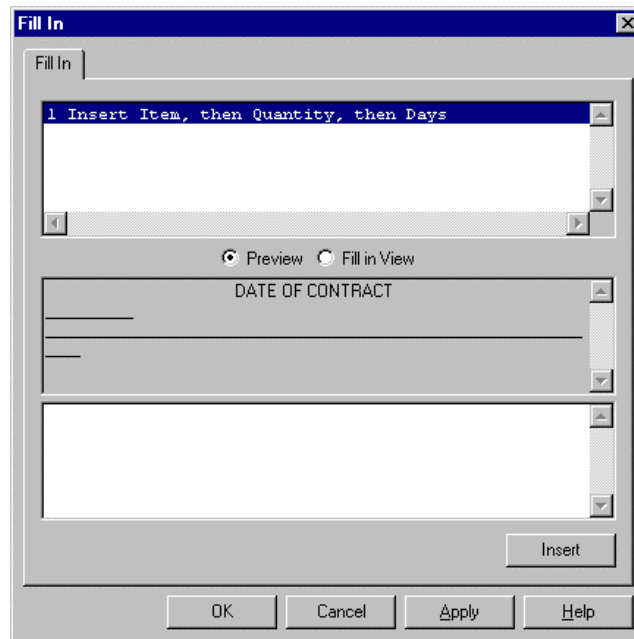 Fill In
Fill In
1 Insert Item, then Quantity, then Days
Preview Fill in View
DATE OF CONTRACT
Insert
OK Cancel Apply Help